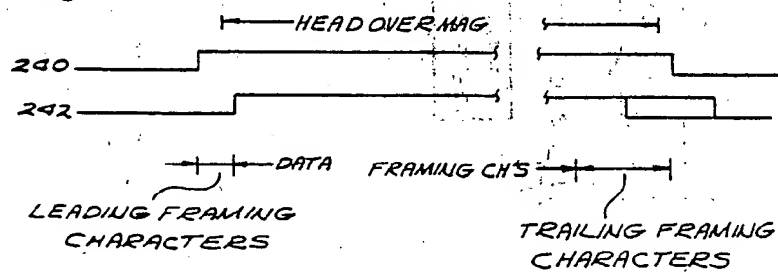 HEAD OVER MAG
240
242
DATA
FRAMING CH'S
LEADING FRAMING
CHARACTERS
TRAILING FRAMING
CHARACTERS